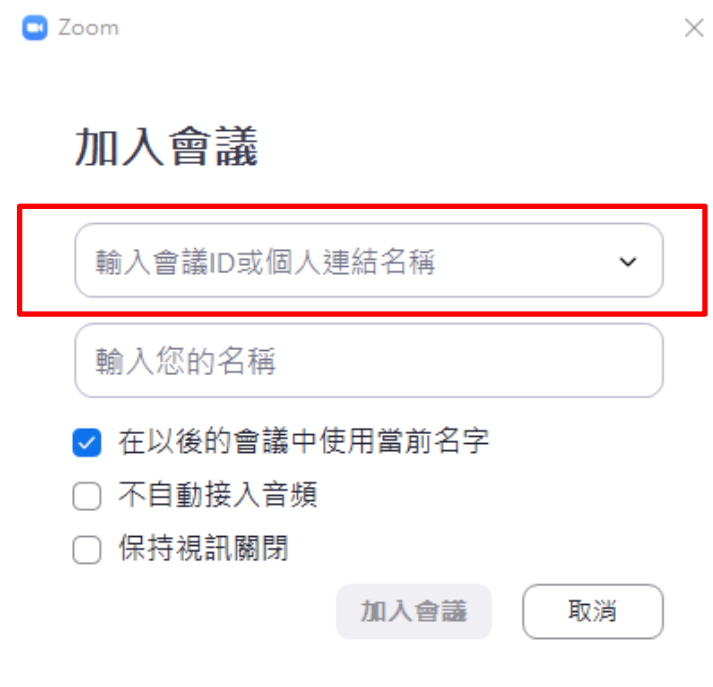 Zoom
加入會議
輸入會議ID或個人連結名稱
輸入您的名稱
在以後的會議中使用當前名字
不自動接入音頻
保持視訊關閉
加入會議 取消